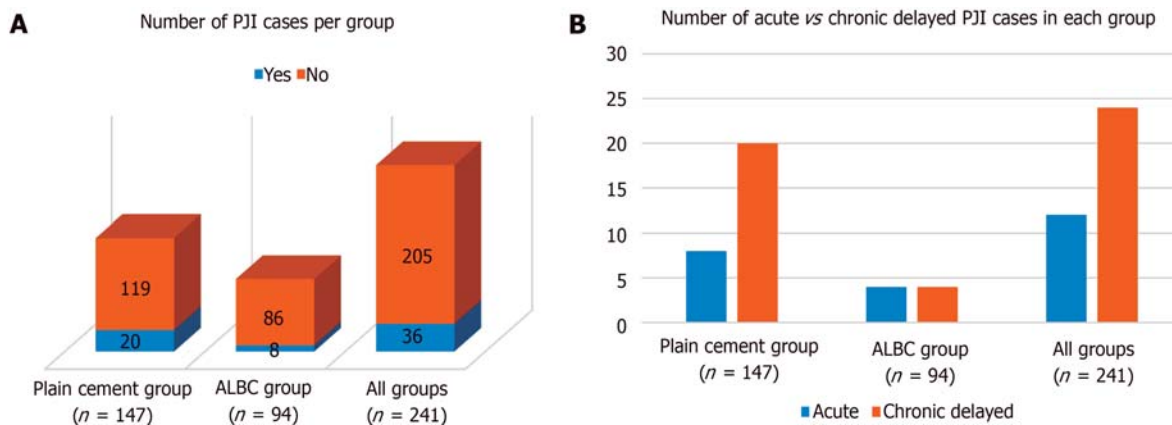 A
Number of PJI cases per group
Yes No
119
20
86
8
205
36
Plain cement group
(n = 147)
ALBC group
(n = 94)
All groups
(n = 241)
B
Number of acute vs chronic delayed PJI cases in each group
30
25
20
15
10
5
0
Plain cement group
(n = 147)
ALBC group
(n = 94)
All groups
(n = 241)
Acute Chronic delayed